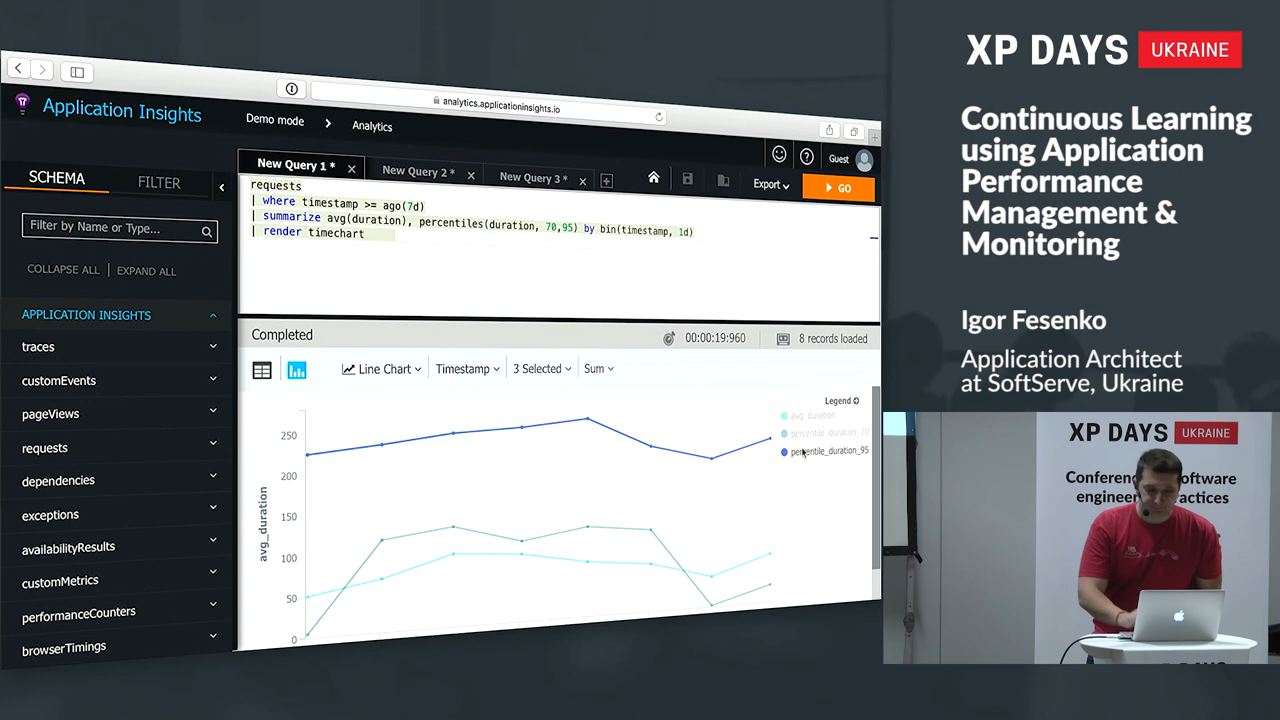 analytics.applicationinsights.io
Application Insights
Demo mode
Analytics
Guest
SCHEMA
FILTER
New Query 1 *
New Query 2 *
New Query 3 *
Export
GO
requests
| where timestamp >= ago(7d)
| summarize avg(duration), percentiles(duration, 70,95) by bin(timestamp, 1d)
| render timechart
Filter by Name or Type...
COLLAPSE ALL | EXPAND ALL
APPLICATION INSIGHTS
traces
customEvents
pageViews
requests
dependencies
exceptions
availabilityResults
customMetrics
performanceCounters
browserTimings
Completed
00:00:19:960
8 records loaded
Line Chart
Timestamp
3 Selected
Sum
Legend
avg_duration
percentile_duration_70
percentile_duration_95
avg_duration
250
200
150
100
50
0
XP DAYS UKRAINE
Continuous Learning
using Application
Performance
Management &
Monitoring
Igor Fesenko
Application Architect
at SoftServe, Ukraine
XP DAYS UKRAINE